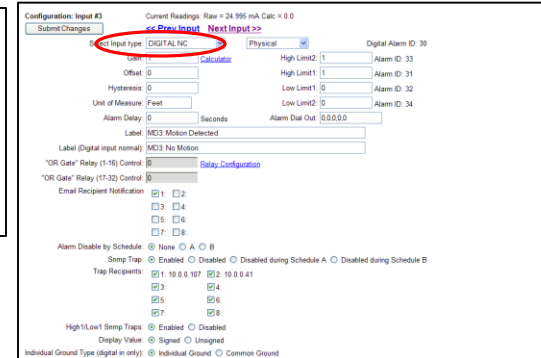 Configuration: Input #3 Current Readings: Raw = 24.995 mA Calc = 0.0
Submit Changes << Prev Input Next Input >>
Select Input type: DIGITAL NC Physical Digital Alarm ID: 30
Gain: 1 Calculator High Limit2: 1 Alarm ID: 33
Offset: 0 High Limit1: 1 Alarm ID: 31
Hysteresis: 0 Low Limit1: 0 Alarm ID: 32
Unit of Measure: Feet Low Limit2: 0 Alarm ID: 34
Alarm Delay: 0 Seconds Alarm Dial Out: 0,0,0,0,0
Label: MD3: Motion Detected
Label (Digital input normal): MD3: No Motion
"OR Gate" Relay (1-16) Control: 0 Relay Configuration
"OR Gate" Relay (17-32) Control: 0
Email Recipient Notification 1: 2:
3: 4:
5: 6:
7: 8:
Alarm Disable by Schedule: None A B
Snmp Trap: Enabled Disabled Disabled during Schedule A Disabled during Schedule B
Trap Recipients: 1: 10.0.0.107 2: 10.0.0.41
3: 4:
5: 6:
7: 8:
High1/Low1 Snmp Traps: Enabled Disabled
Display Value: Signed Unsigned
Individual Ground Type (digital in only): Individual Ground Common Ground